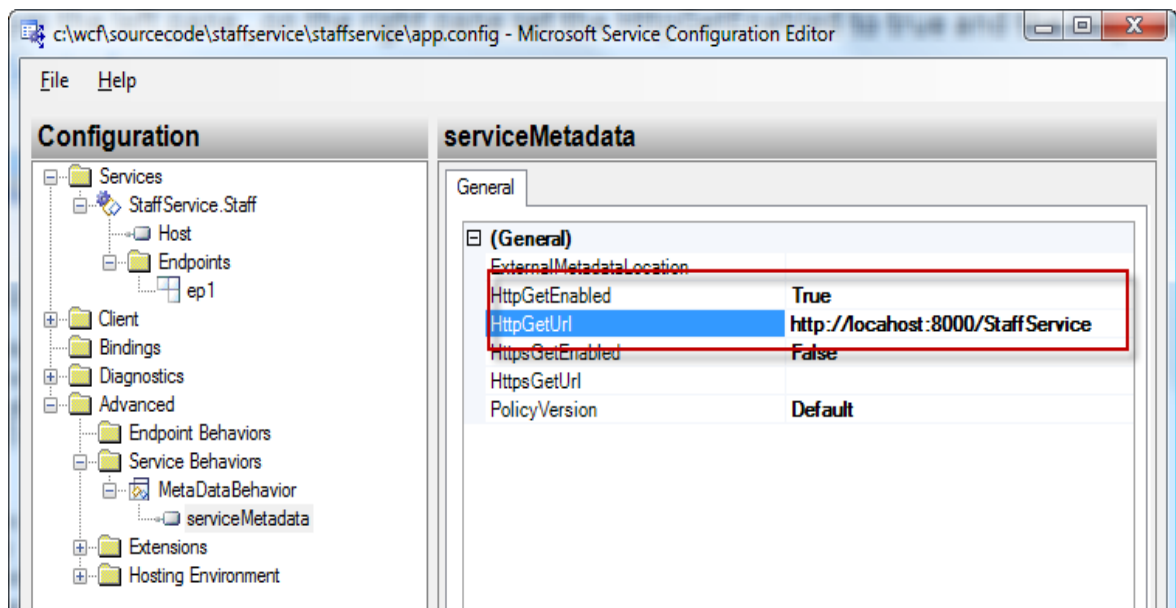 c:\wcf\sourcecode\staffservice\staffservice\app.config - Microsoft Service Configuration Editor
File Help
Configuration
Services
StaffService.Staff
Host
Endpoints
ep1
Client
Bindings
Diagnostics
Advanced
Endpoint Behaviors
Service Behaviors
MetaDataBehavior
serviceMetadata
Extensions
Hosting Environment
serviceMetadata
General
(General)
ExternalMetadataLocation
HttpGetEnabled True
HttpGetUrl http://locahost:8000/StaffService
HttpsGetEnabled False
HttpsGetUrl
PolicyVersion Default